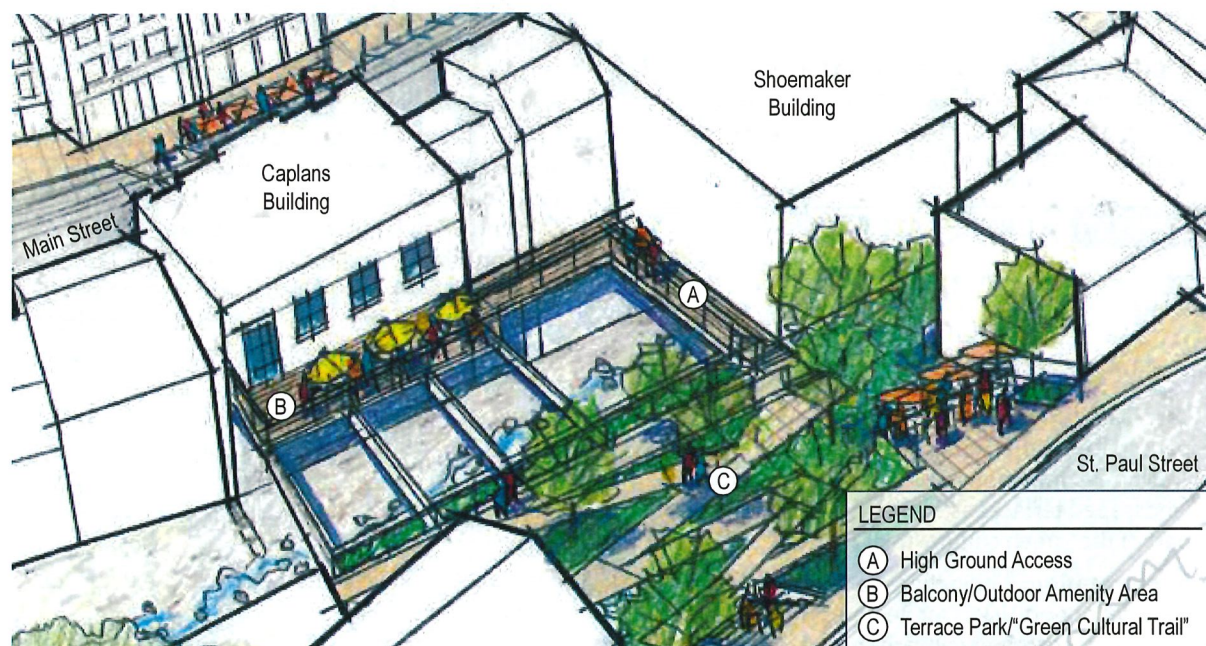 Shoemaker
Building
Caplans
Building
Main Street
A
B
C
St. Paul Street
LEGEND
A High Ground Access
B Balcony/Outdoor Amenity Area
C Terrace Park/"Green Cultural Trail"